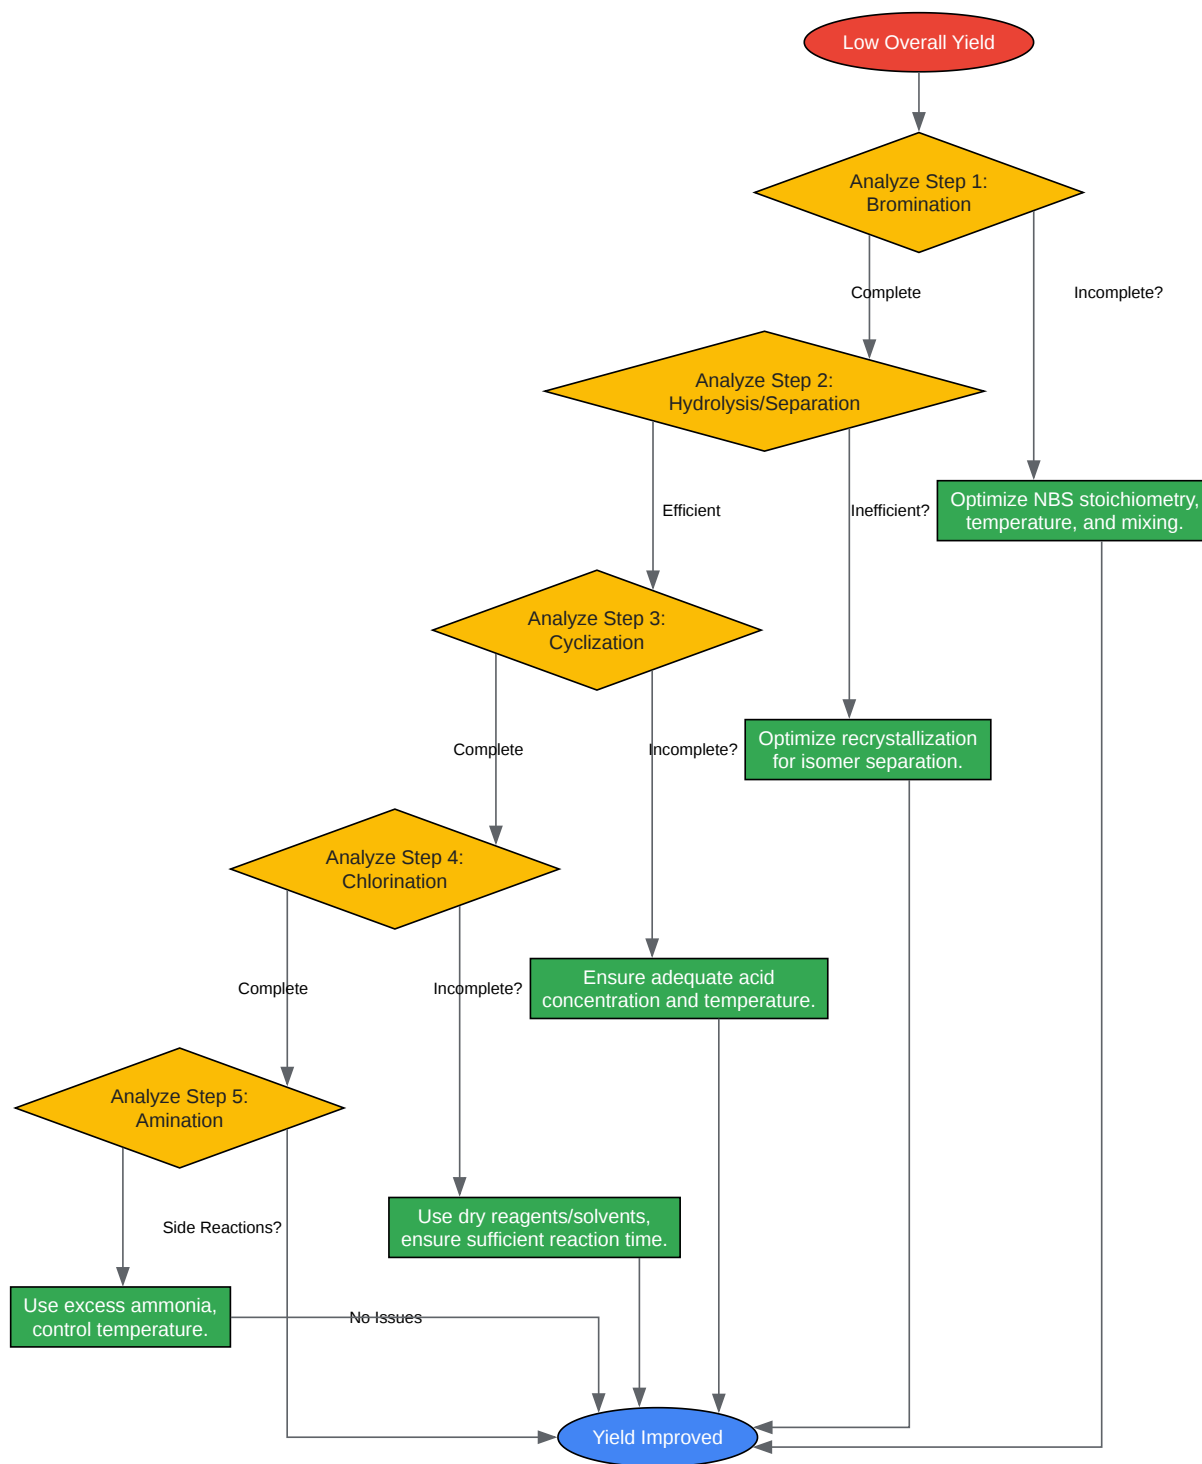 Low Overall Yield
Analyze Step 1:
Bromination
Complete
Incomplete?
Analyze Step 2:
Hydrolysis/Separation
Efficient
Inefficient?
Optimize NBS stoichiometry,
temperature, and mixing.
Analyze Step 3:
Cyclization
Complete
Incomplete?
Optimize recrystallization
for isomer separation.
Analyze Step 4:
Chlorination
Complete
Incomplete?
Ensure adequate acid
concentration and temperature.
Analyze Step 5:
Amination
Side Reactions?
Use dry reagents/solvents,
ensure sufficient reaction time.
Use excess ammonia,
control temperature.
No Issues
Yield Improved